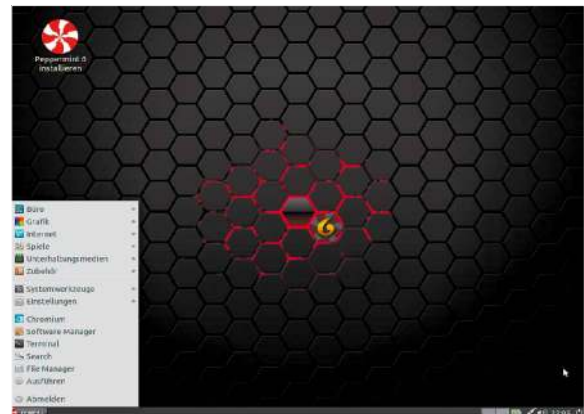 Peppermint 6
installieren
6
Büro
Grafik
Internet
Spiele
Unterhaltungsmedien
Zubehör
Systemwerkzeuge
Einstellungen
Chromium
Software Manager
Terminal
Search
File Manager
Ausführen
Abmelden